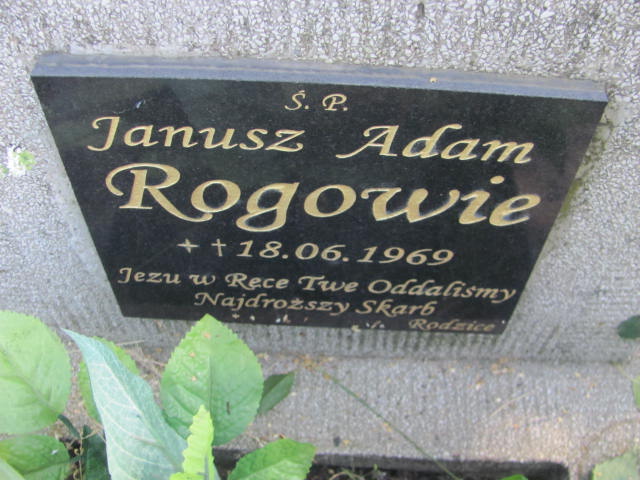 Ś. P.
Janusz Adam
Rogowie
++ 18.06.1969
Jezu w Ręce Twe Oddaliśmy
Najdroższy Skarb
Rodzice